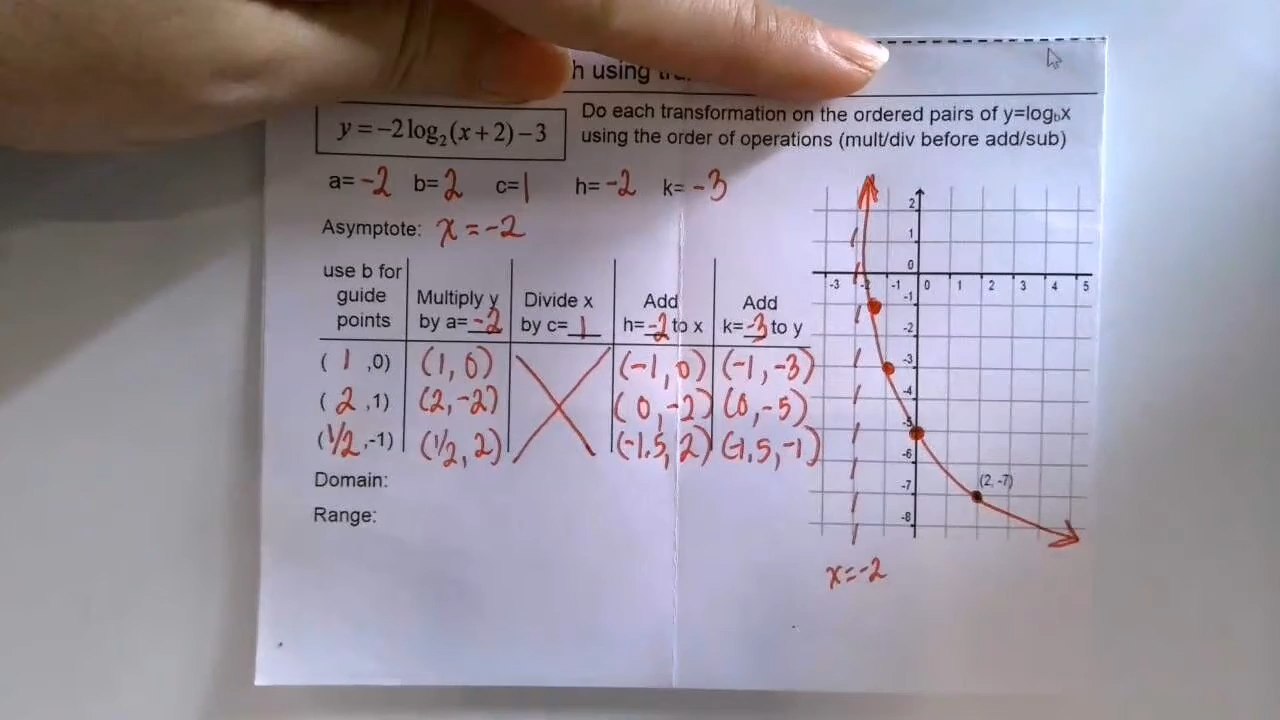 h using
y = -2 log₂(x + 2) - 3
Do each transformation on the ordered pairs of y=log_b x
using the order of operations (mult/div before add/sub)
a= -2 b= 2 c= 1 h= -2 k= -3
Asymptote: x = -2
use b for guide points
Multiply y by a= -2
Divide x by c= 1
Add h= -2 to x
Add k= -3 to y
( 1 ,0) (1, 0) (-1, 0) (-1, -3)
( 2 ,1) (2, -2) (0, -2) (0, -5)
(1/2 ,-1) (1/2, 2) (-1.5, 2) (-1.5, -1)
Domain:
Range:
2
1
0
-3 -2 -1 0 1 2 3 4 5
-1
-2
-3
-4
-5
-6
-7
-8
(2, -7)
x=-2